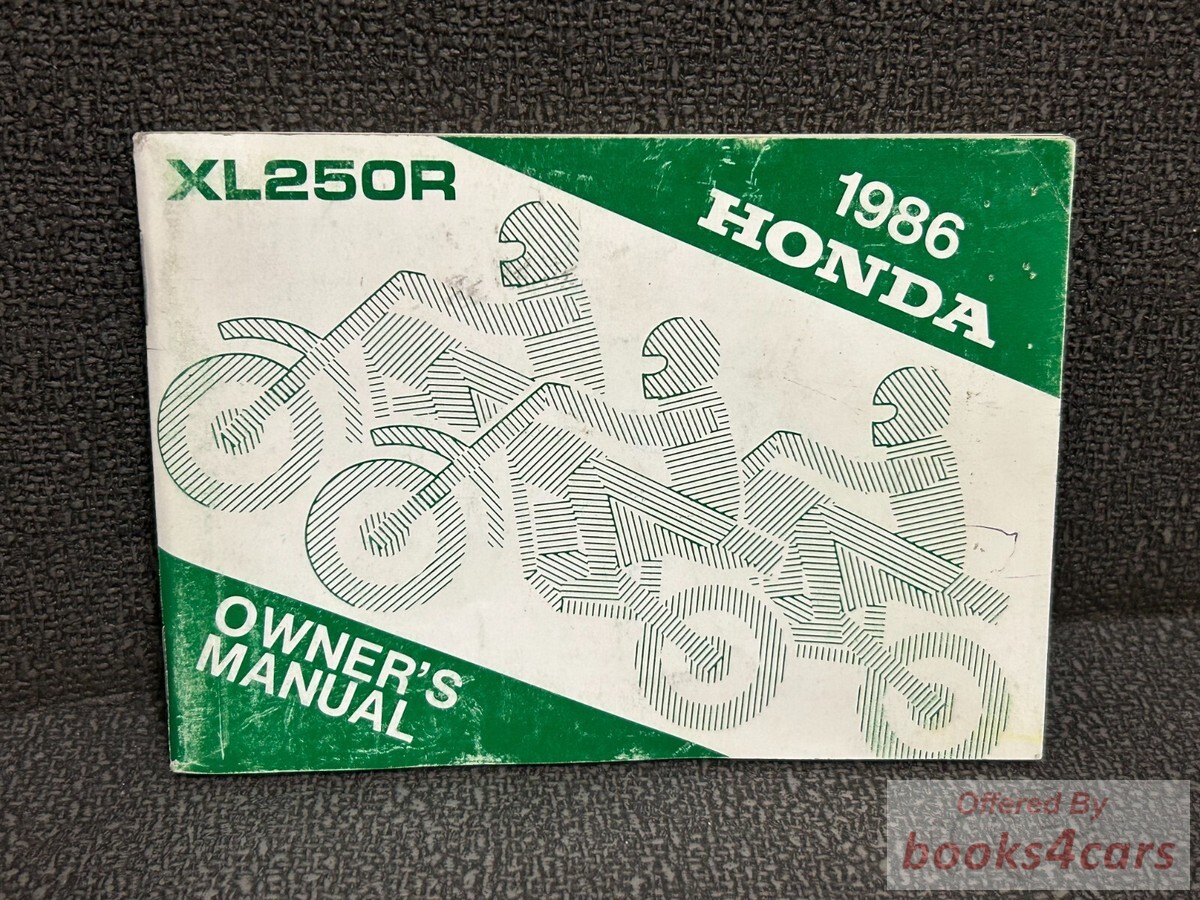 XL250R
1986
HONDA
OWNER'S
MANUAL
Offered By
books4cars